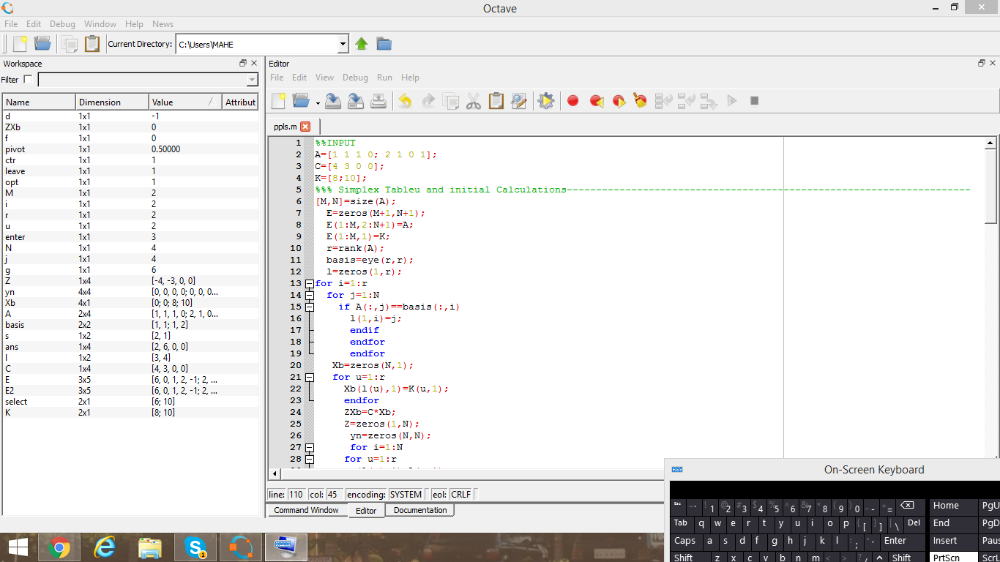 Octave
File Edit Debug Window Help News
Current Directory: C:\Users\MAHE
Workspace
Filter
Name Dimension Value Attribut
d 1x1 -1
ZXb 1x1 0
f 1x1 0
pivot 1x1 0.50000
ctr 1x1 1
leave 1x1 1
opt 1x1 1
M 1x1 2
i 1x1 2
r 1x1 2
u 1x1 2
enter 1x1 3
N 1x1 4
j 1x1 4
g 1x1 6
Z 1x4 [-4, -3, 0, 0]
yn 4x4 [0, 0, 0, 0; 0, 0, 0...
Xb 4x1 [0; 0; 8; 10]
A 2x4 [1, 1, 1, 0; 2, 1, 0...
basis 2x2 [1, 1; 1, 2]
s 1x2 [2, 1]
ans 1x4 [2, 6, 0, 0]
l 1x2 [3, 4]
C 1x4 [4, 3, 0, 0]
E 3x5 [6, 0, 1, 2, -1; 2, ...
E2 3x5 [6, 0, 1, 2, -1; 2, ...
select 2x1 [6; 10]
K 2x1 [8; 10]
Editor
File Edit View Debug Run Help
ppls.m
1 %%INPUT
2 A=[1 1 1 0; 2 1 0 1];
3 C=[4 3 0 0];
4 K=[8;10];
5 %%% Simplex Tableu and initial Calculations-------------------------------------------------------------------------------
6 [M,N]=size(A);
7 E=zeros(M+1,N+1);
8 E(1:M,2:N+1)=A;
9 E(1:M,1)=K;
10 r=rank(A);
11 basis=eye(r,r);
12 l=zeros(1,r);
13 for i=1:r
14 for j=1:N
15 if A(:,j)==basis(:,i)
16 l(1,i)=j;
17 endif
18 endfor
19 endfor
20 Xb=zeros(N,1);
21 for u=1:r
22 Xb(l(u),1)=K(u,1);
23 endfor
24 ZXb=C*Xb;
25 Z=zeros(1,N);
26 yn=zeros(N,N);
27 for i=1:N
28 for u=1:r
line: 110 col: 45 encoding: SYSTEM eol: CRLF
Command Window Editor Documentation
On-Screen Keyboard
Esc ~ ` ! 1 @ 2 # 3 $ 4 % 5 ^ 6 & 7 * 8 ( 9 ) 0 _ - + = Home PgU
Tab q w e r t y u i o p { [ } ] | \ Del End PgD
Caps a s d f g h j k l : ; " ' Enter Insert Paus
Shift z x c v b n m < , > . ? / Shift PrtScn ScrL
1